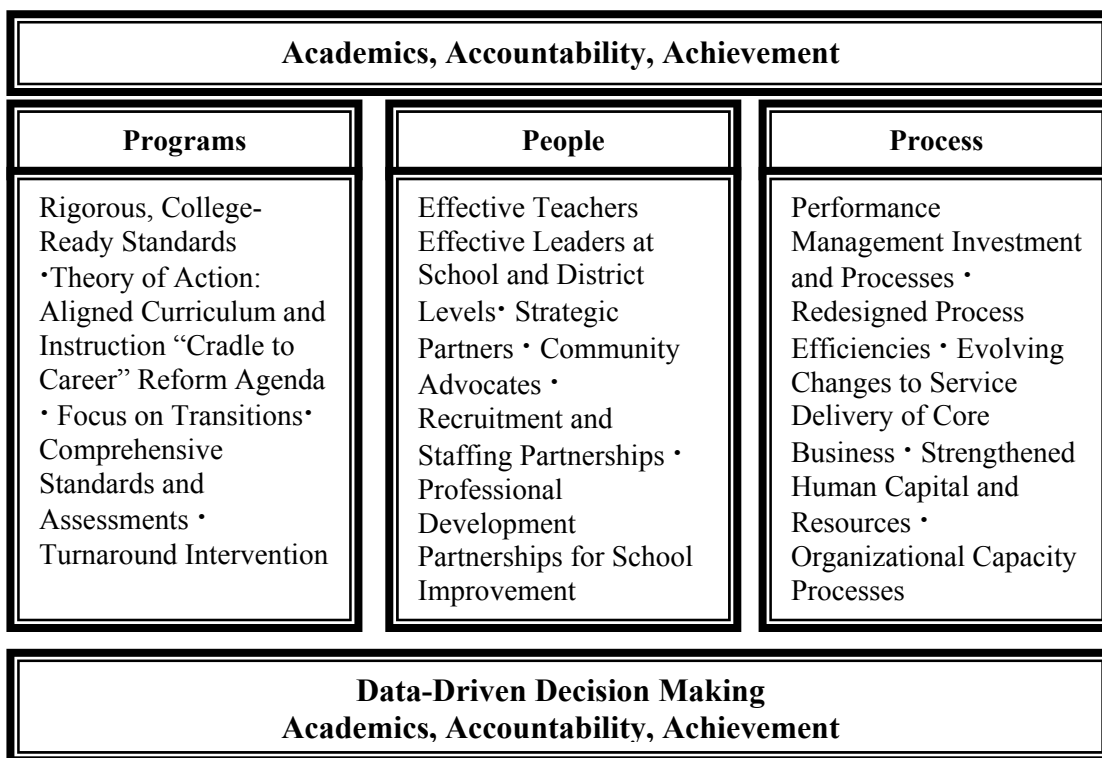 Academics, Accountability, Achievement
Programs
Rigorous, College-
Ready Standards
·Theory of Action:
Aligned Curriculum and
Instruction “Cradle to
Career” Reform Agenda
· Focus on Transitions·
Comprehensive
Standards and
Assessments ·
Turnaround Intervention
People
Effective Teachers
Effective Leaders at
School and District
Levels· Strategic
Partners · Community
Advocates ·
Recruitment and
Staffing Partnerships ·
Professional
Development
Partnerships for School
Improvement
Process
Performance
Management Investment
and Processes ·
Redesigned Process
Efficiencies · Evolving
Changes to Service
Delivery of Core
Business · Strengthened
Human Capital and
Resources ·
Organizational Capacity
Processes
Data-Driven Decision Making
Academics, Accountability, Achievement